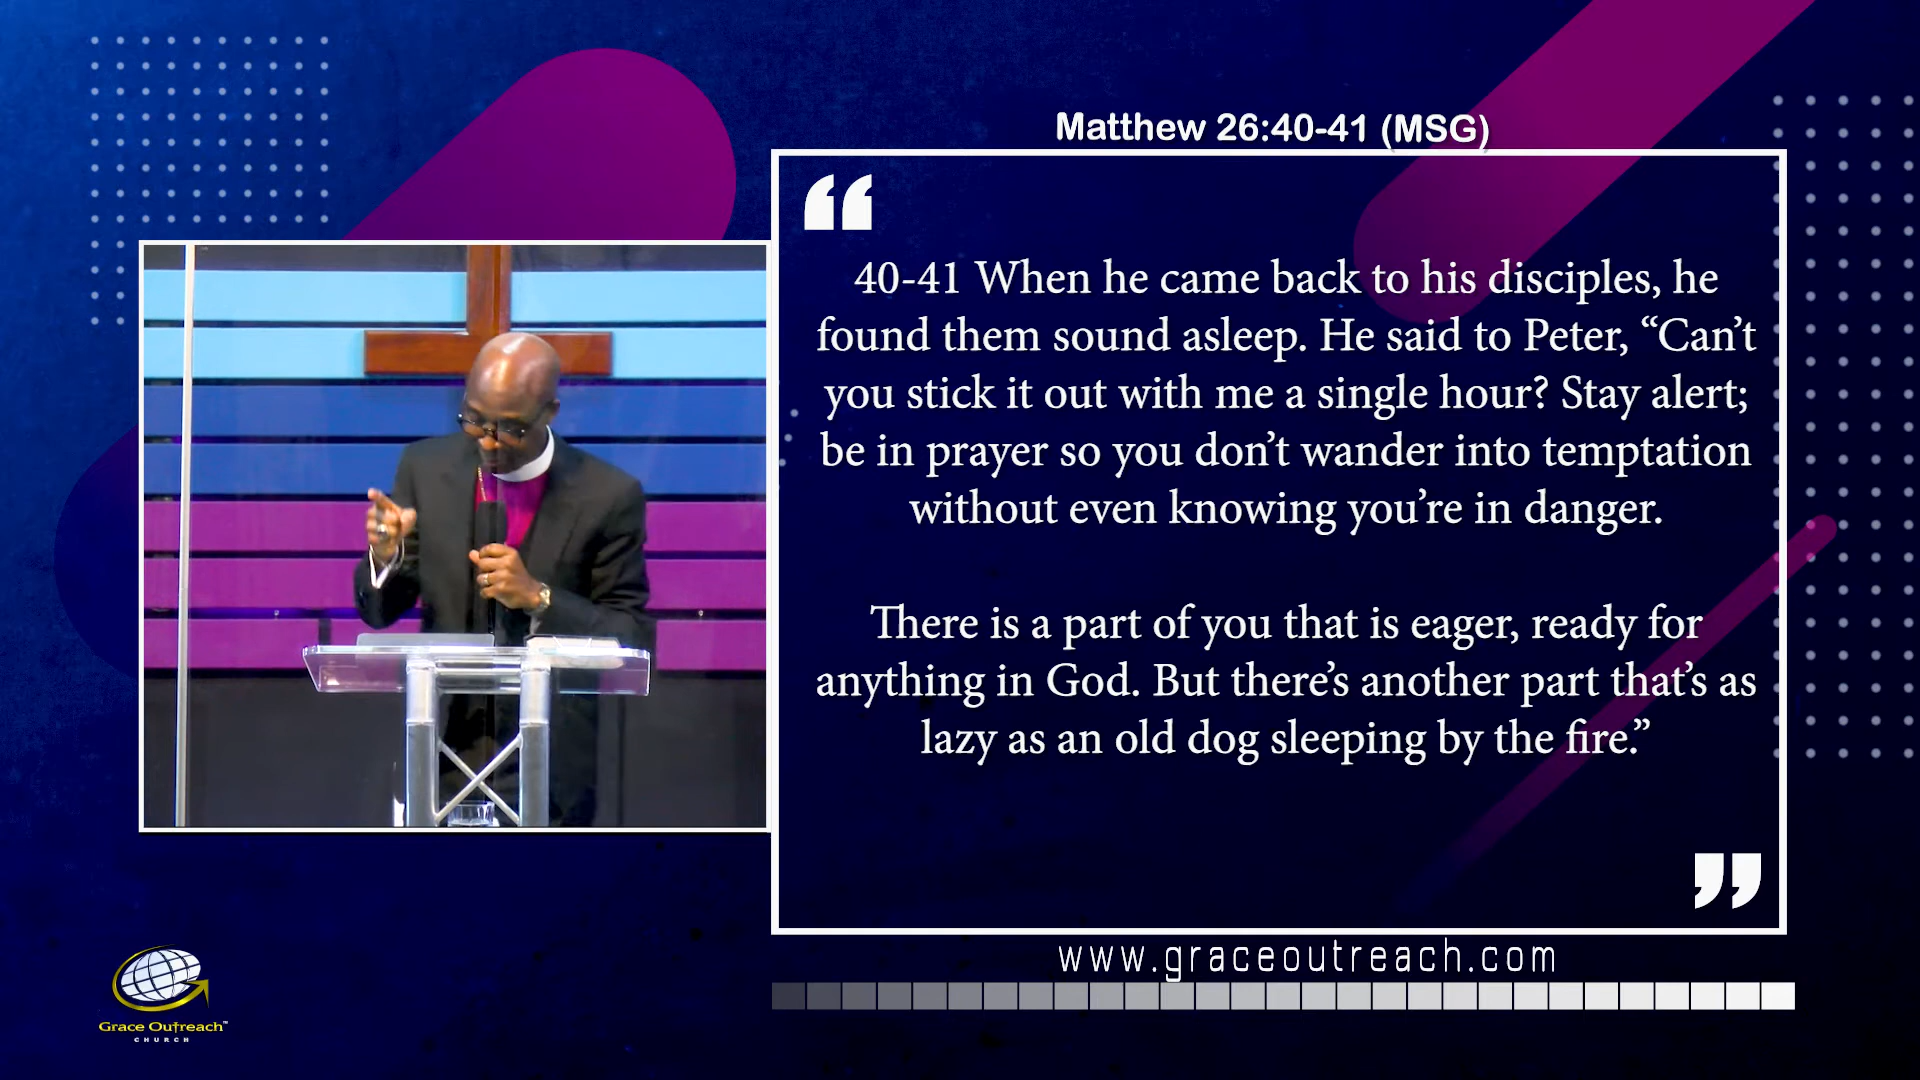 Matthew 26:40-41 (MSG)
“
40-41 When he came back to his disciples, he
found them sound asleep. He said to Peter, “Can’t
you stick it out with me a single hour? Stay alert;
be in prayer so you don’t wander into temptation
without even knowing you’re in danger.
There is a part of you that is eager, ready for
anything in God. But there’s another part that’s as
lazy as an old dog sleeping by the fire.”
”
www.graceoutreach.com
Grace Outreach™
CHURCH